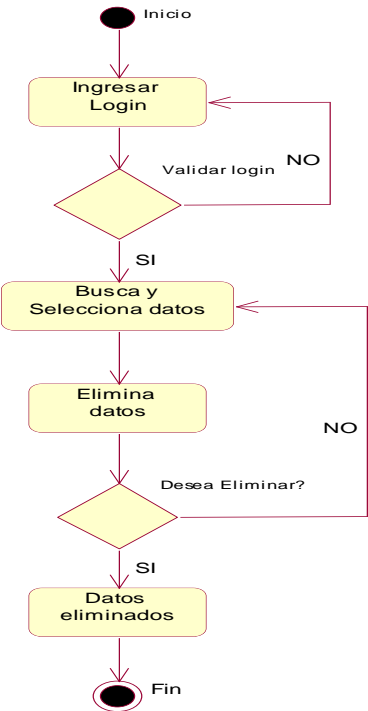 Inicio
Ingresar
Login
Validar login
NO
SI
Busca y
Selecciona datos
Elimina
datos
NO
Desea Eliminar?
SI
Datos
eliminados
Fin